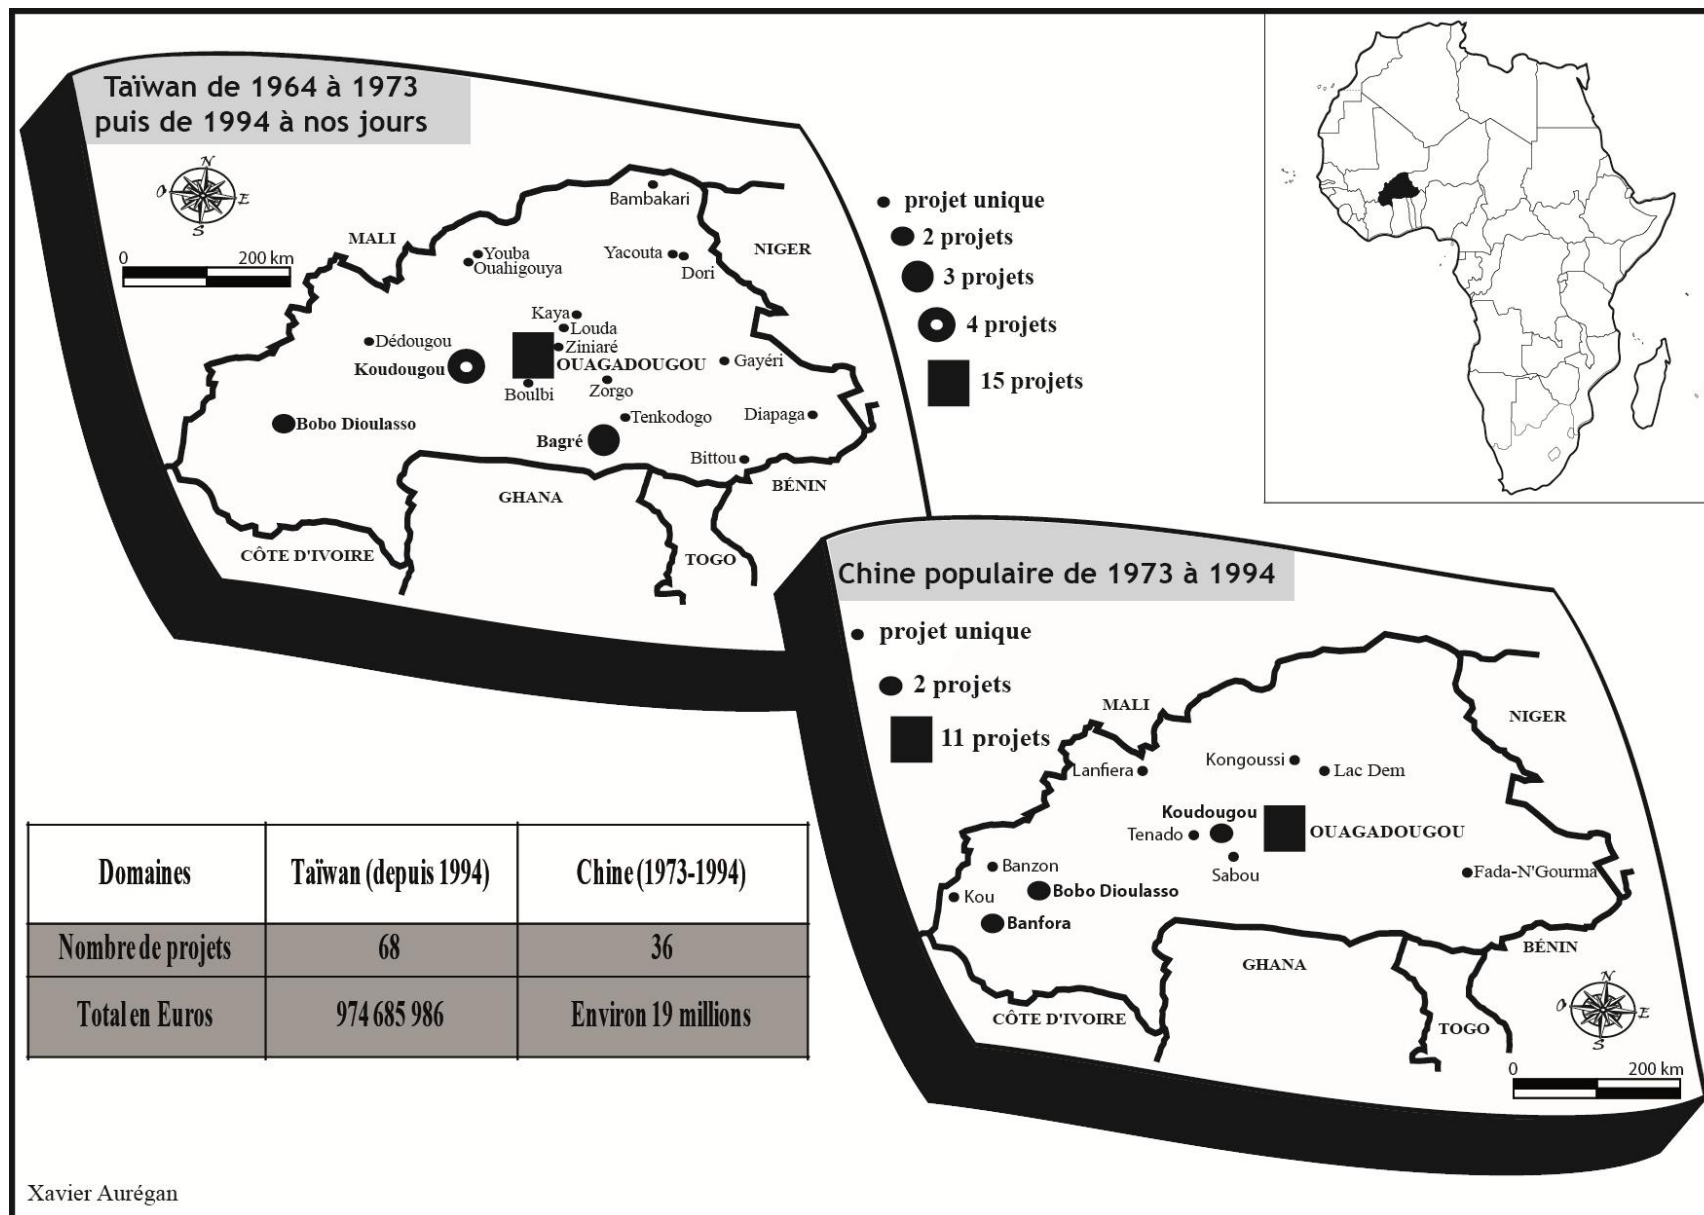 Taïwan de 1964 à 1973
puis de 1994 à nos jours
N
O
E
S
0
200 km
MALI
NIGER
Bambakari
Youba
Ouahigouya
Yacouta
Dori
Kaya
Louda
Ziniaré
Dédougou
Koudougou
OUAGADOUGOU
Gayéri
Boulbi
Zorgo
Bobo Dioulasso
Tenkodogo
Diapaga
Bagré
Bittou
GHANA
BÉNIN
CÔTE D'IVOIRE
TOGO
projet unique
2 projets
3 projets
4 projets
15 projets
Chine populaire de 1973 à 1994
projet unique
2 projets
11 projets
MALI
NIGER
Lanfiera
Kongoussi
Lac Dem
Koudougou
Tenado
OUAGADOUGOU
Sabou
Banzon
Fada-N'Gourma
Kou
Bobo Dioulasso
Banfora
BÉNIN
GHANA
CÔTE D'IVOIRE
TOGO
N
O
E
S
0
200 km
Domaines
Taïwan (depuis 1994)
Chine (1973-1994)
Nombre de projets
68
36
Total en Euros
974 685 986
Environ 19 millions
Xavier Aurégan